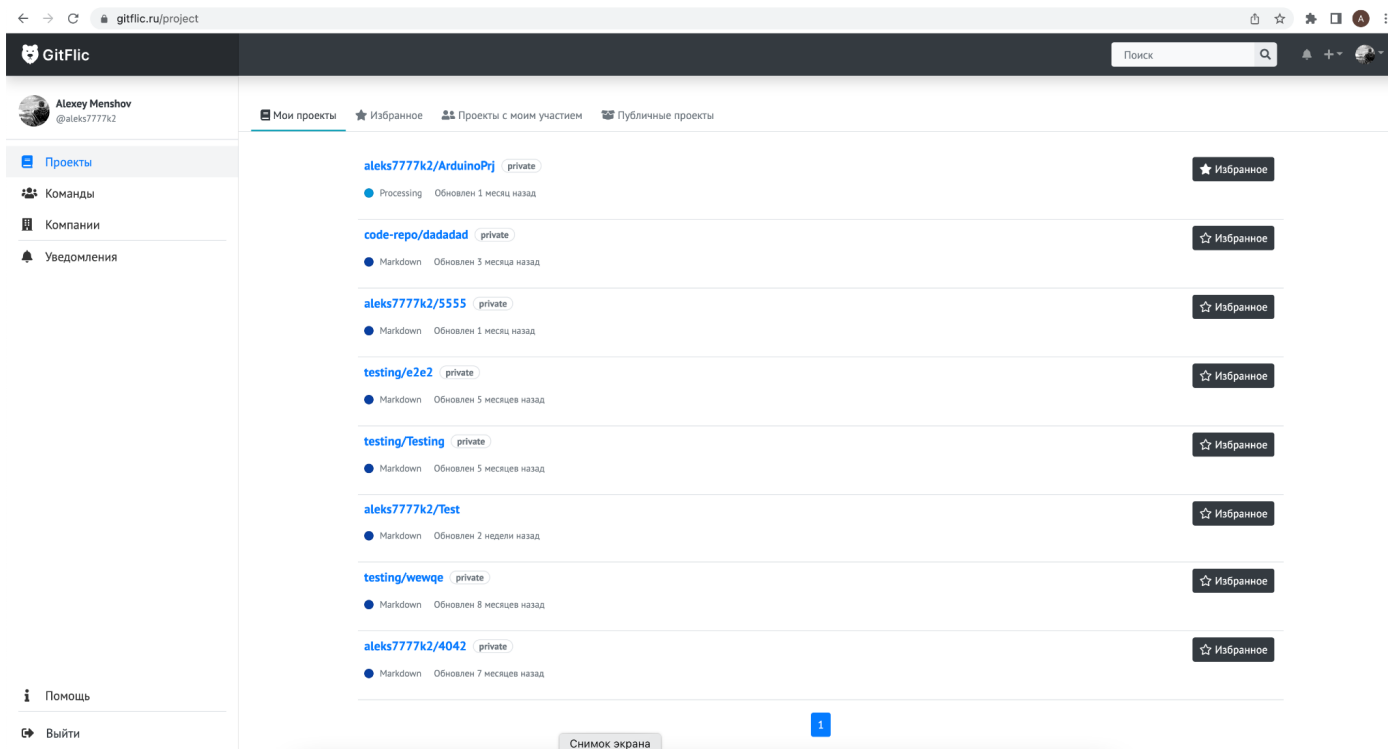 gitflic.ru/project
A
GitFlic
Поиск
Alexey Menshov
@aleks7777k2
Проекты
Команды
Компании
Уведомления
Помощь
Выйти
Мои проекты Избранное Проекты с моим участием Публичные проекты
aleks7777k2/ArduinoPrj private Избранное
Processing Обновлен 1 месяц назад
code-repo/dadadad private Избранное
Markdown Обновлен 3 месяца назад
aleks7777k2/5555 private Избранное
Markdown Обновлен 1 месяц назад
testing/e2e2 private Избранное
Markdown Обновлен 5 месяцев назад
testing/Testing private Избранное
Markdown Обновлен 5 месяцев назад
aleks7777k2/Test Избранное
Markdown Обновлен 2 недели назад
testing/wewqe private Избранное
Markdown Обновлен 8 месяцев назад
aleks7777k2/4042 private Избранное
Markdown Обновлен 7 месяцев назад
1
Снимок экрана